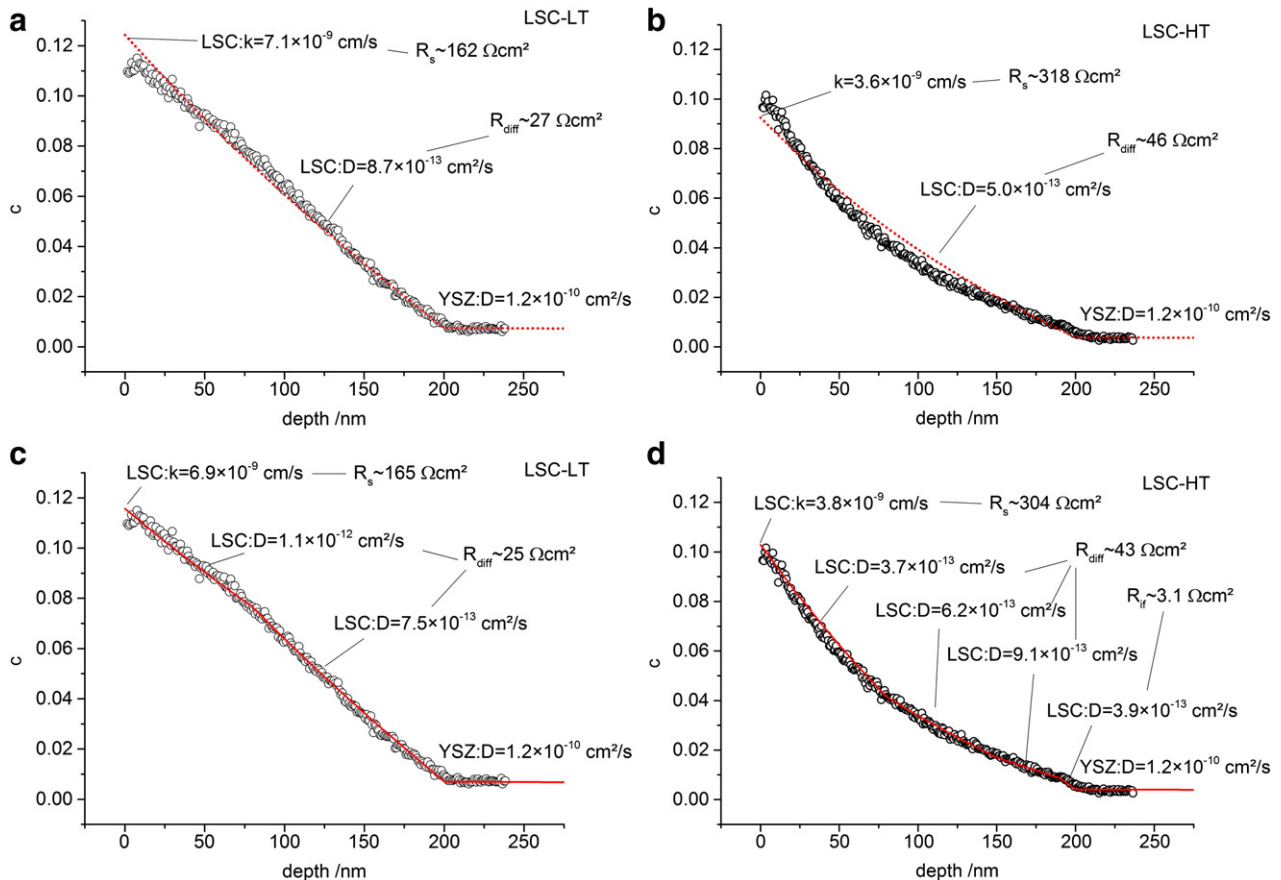 a
LSC-LT
LSC:k=7.1×10⁻⁹ cm/s
Rₛ~162 Ωcm²
R_diff~27 Ωcm²
LSC:D=8.7×10⁻¹³ cm²/s
YSZ:D=1.2×10⁻¹⁰ cm²/s
c
0.12
0.10
0.08
0.06
0.04
0.02
0.00
0 50 100 150 200 250
depth /nm
b
LSC-HT
k=3.6×10⁻⁹ cm/s
Rₛ~318 Ωcm²
R_diff~46 Ωcm²
LSC:D=5.0×10⁻¹³ cm²/s
YSZ:D=1.2×10⁻¹⁰ cm²/s
c
0.12
0.10
0.08
0.06
0.04
0.02
0.00
0 50 100 150 200 250
depth /nm
c
LSC-LT
LSC:k=6.9×10⁻⁹ cm/s
Rₛ~165 Ωcm²
LSC:D=1.1×10⁻¹² cm²/s
R_diff~25 Ωcm²
LSC:D=7.5×10⁻¹³ cm²/s
YSZ:D=1.2×10⁻¹⁰ cm²/s
c
0.12
0.10
0.08
0.06
0.04
0.02
0.00
0 50 100 150 200 250
depth /nm
d
LSC-HT
LSC:k=3.8×10⁻⁹ cm/s
Rₛ~304 Ωcm²
LSC:D=3.7×10⁻¹³ cm²/s
R_diff~43 Ωcm²
LSC:D=6.2×10⁻¹³ cm²/s
R_if~3.1 Ωcm²
LSC:D=9.1×10⁻¹³ cm²/s
LSC:D=3.9×10⁻¹³ cm²/s
YSZ:D=1.2×10⁻¹⁰ cm²/s
c
0.12
0.10
0.08
0.06
0.04
0.02
0.00
0 50 100 150 200 250
depth /nm